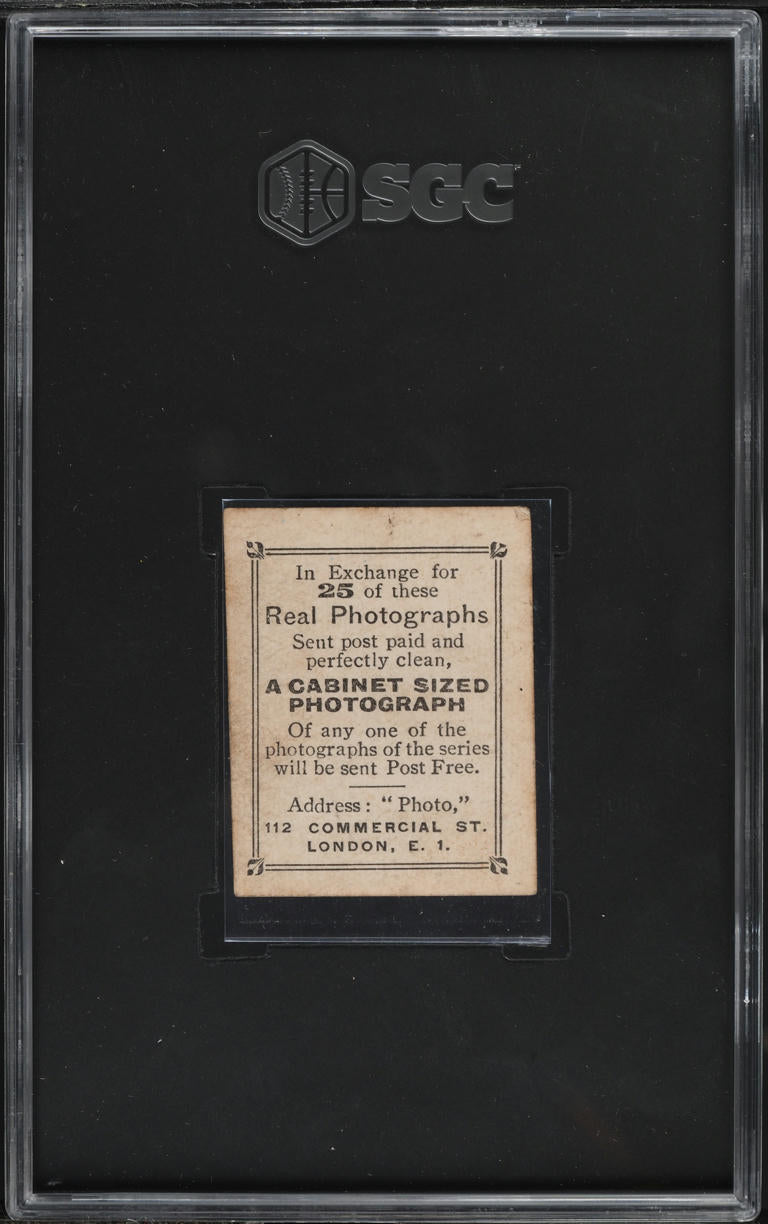 SGC
In Exchange for
25 of these
Real Photographs
Sent post paid and
perfectly clean,
A CABINET SIZED
PHOTOGRAPH
Of any one of the
photographs of the series
will be sent Post Free.
Address: "Photo,"
112 COMMERCIAL ST.
LONDON, E. 1.